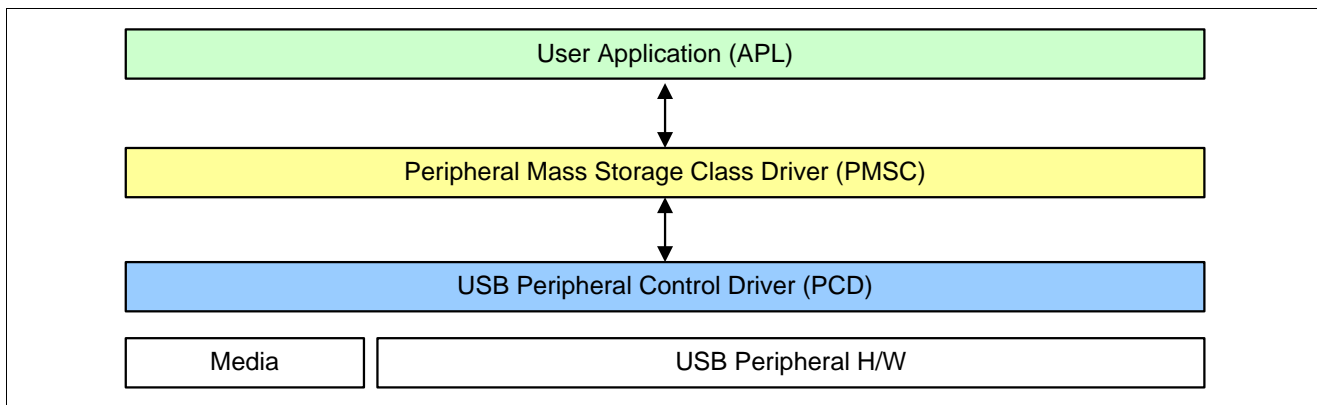 User Application (APL)
Peripheral Mass Storage Class Driver (PMSC)
USB Peripheral Control Driver (PCD)
Media
USB Peripheral H/W